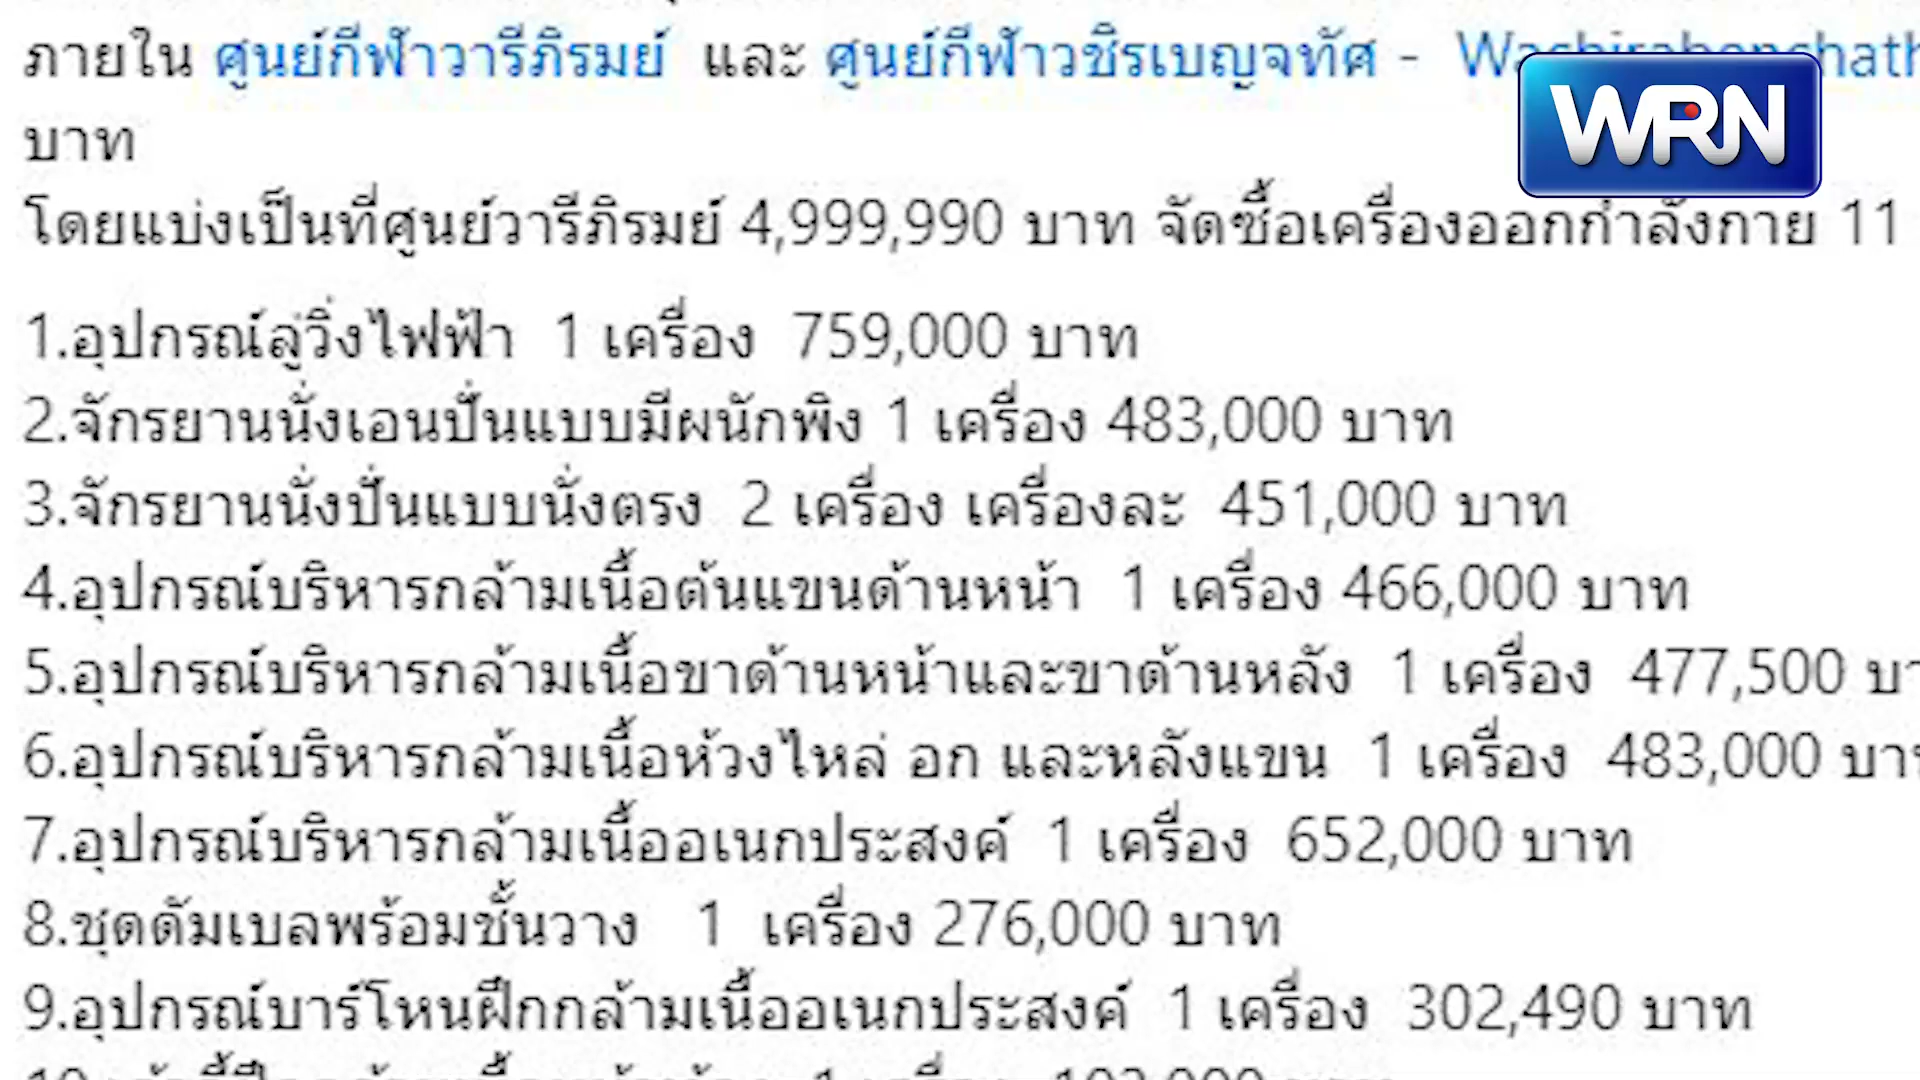 ภายใน ศูนย์กีฬาวารีภิรมย์ และ ศูนย์กีฬาวชิรเบญจทัศ -
WRN
บาท
โดยแบ่งเป็นที่ศูนย์วารีภิรมย์ 4,999,990 บาท จัดซื้อเครื่องออกกำลังกาย 11
1.อุปกรณ์ลู่วิ่งไฟฟ้า 1 เครื่อง 759,000 บาท
2.จักรยานนั่งเอนปั่นแบบมีผนักพิง 1 เครื่อง 483,000 บาท
3.จักรยานนั่งปั่นแบบนั่งตรง 2 เครื่อง เครื่องละ 451,000 บาท
4.อุปกรณ์บริหารกล้ามเนื้อต้นแขนด้านหน้า 1 เครื่อง 466,000 บาท
5.อุปกรณ์บริหารกล้ามเนื้อขาด้านหน้าและขาด้านหลัง 1 เครื่อง 477,500
6.อุปกรณ์บริหารกล้ามเนื้อห้วงไหล่ อก และหลังแขน 1 เครื่อง 483,000
7.อุปกรณ์บริหารกล้ามเนื้ออเนกประสงค์ 1 เครื่อง 652,000 บาท
8.ชุดดัมเบลพร้อมชั้นวาง 1 เครื่อง 276,000 บาท
9.อุปกรณ์บาร์โหนฝึกกล้ามเนื้ออเนกประสงค์ 1 เครื่อง 302,490 บาท